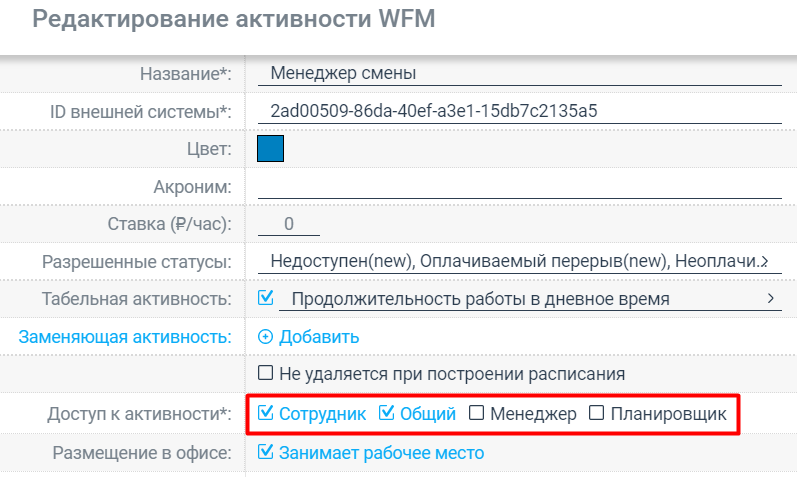 Редактирование активности WFM
Название*: Менеджер смены
ID внешней системы*: 2ad00509-86da-40ef-a3e1-15db7c2135a5
Цвет:
Акроним:
Ставка (₽/час): 0
Разрешенные статусы: Недоступен(new), Оплачиваемый перерыв(new), Неоплачи...
Табельная активность: Продолжительность работы в дневное время
Заменяющая активность: Добавить
Не удаляется при построении расписания
Доступ к активности*: Сотрудник Общий Менеджер Планировщик
Размещение в офисе: Занимает рабочее место